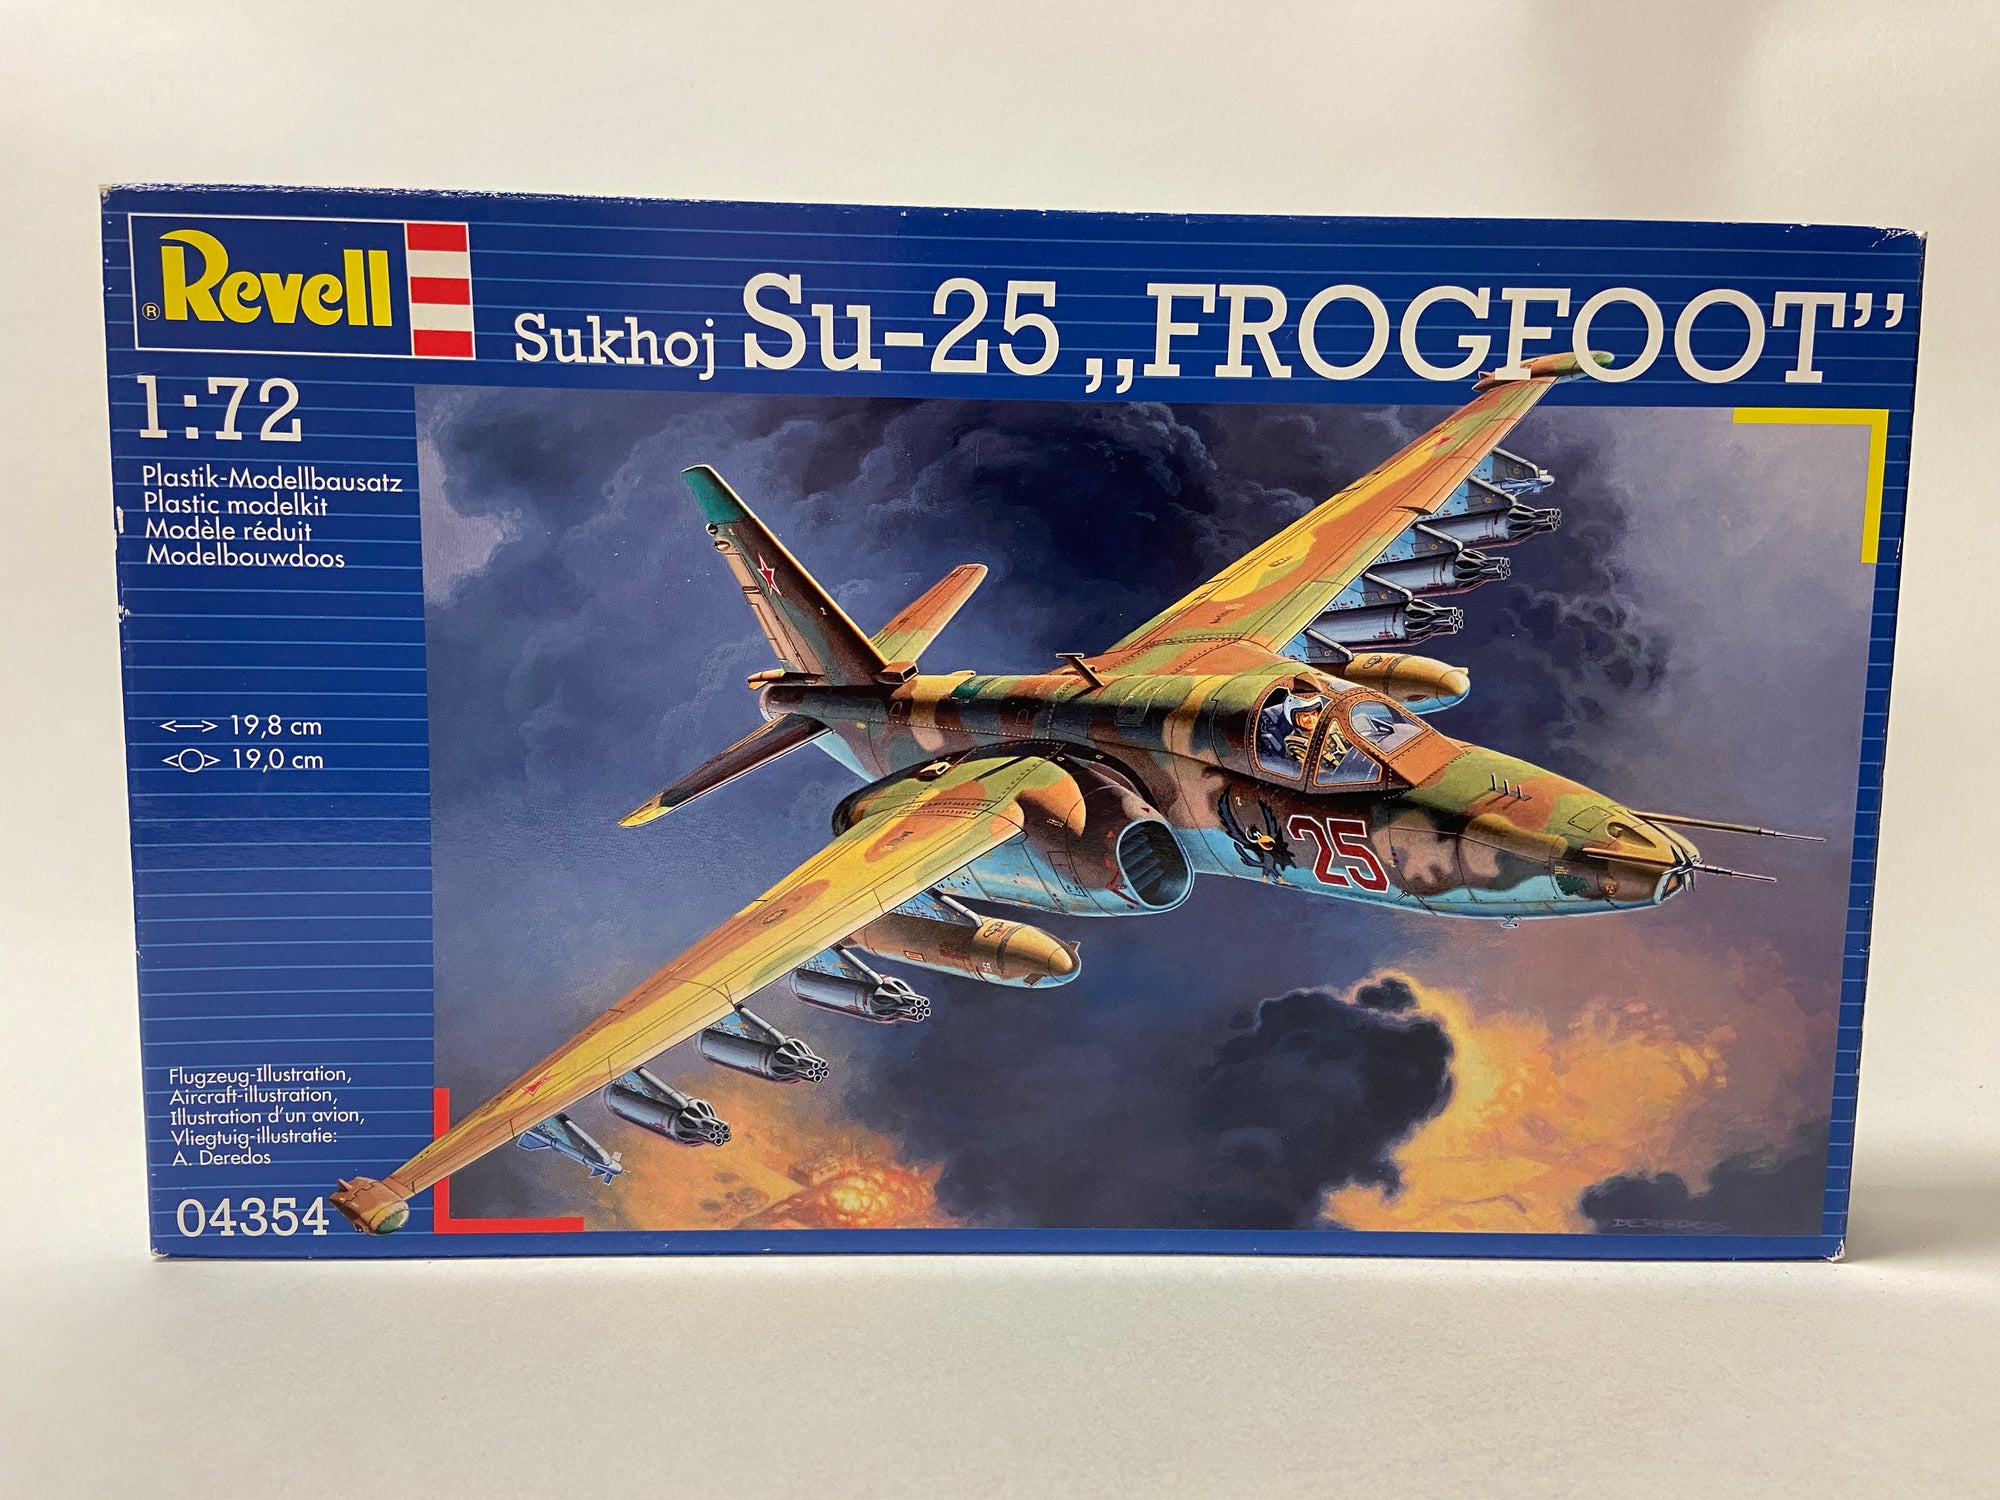 ® Revell
Sukhoj Su-25 „FROGFOOT”
1:72
Plastik-Modellbausatz
Plastic modelkit
Modèle réduit
Modelbouwdoos
19,8 cm
19,0 cm
25
Flugzeug-Illustration,
Aircraft-illustration,
Illustration d'un avion,
Vliegtuig-illustratie:
A. Deredos
04354
DEREDOS